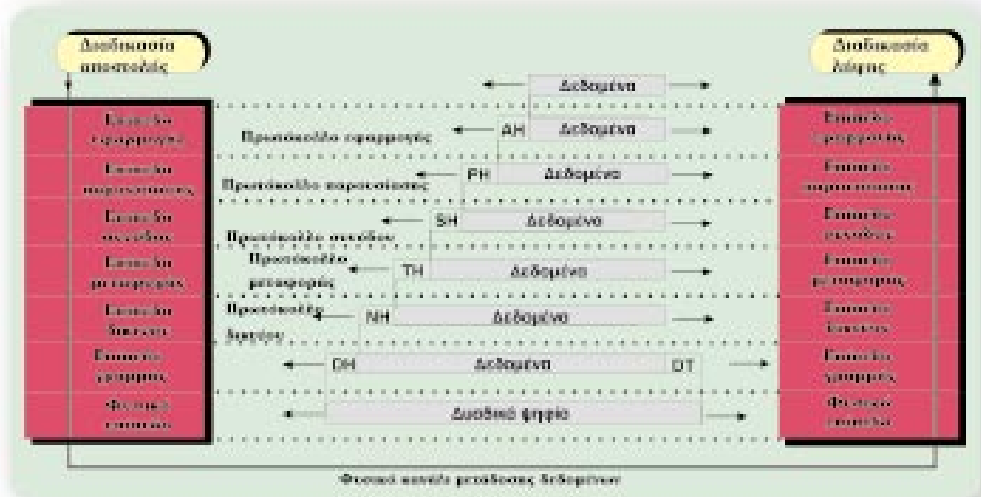 Διαδικασία
αποστολής
Διαδικασία
λήψης
Δεδομένα
Επίπεδο
εφαρμογής
Πρωτόκολλο εφαρμογής
AH Δεδομένα
Επίπεδο
εφαρμογής
Επίπεδο
παρουσίασης
Πρωτόκολλο παρουσίασης
PH Δεδομένα
Επίπεδο
παρουσίασης
Επίπεδο
συνόδου
Πρωτόκολλο συνόδου
SH Δεδομένα
Επίπεδο
συνόδου
Επίπεδο
μεταφοράς
Πρωτόκολλο
μεταφοράς
TH Δεδομένα
Επίπεδο
μεταφοράς
Επίπεδο
δικτύου
Πρωτόκολλο
δικτύου
NH Δεδομένα
Επίπεδο
δικτύου
Επίπεδο
γραμμής
DH Δεδομένα DT
Επίπεδο
γραμμής
Φυσικό
επίπεδο
Δυαδικά ψηφία
Φυσικό
επίπεδο
Φυσικό κανάλι μετάδοσης δεδομένων